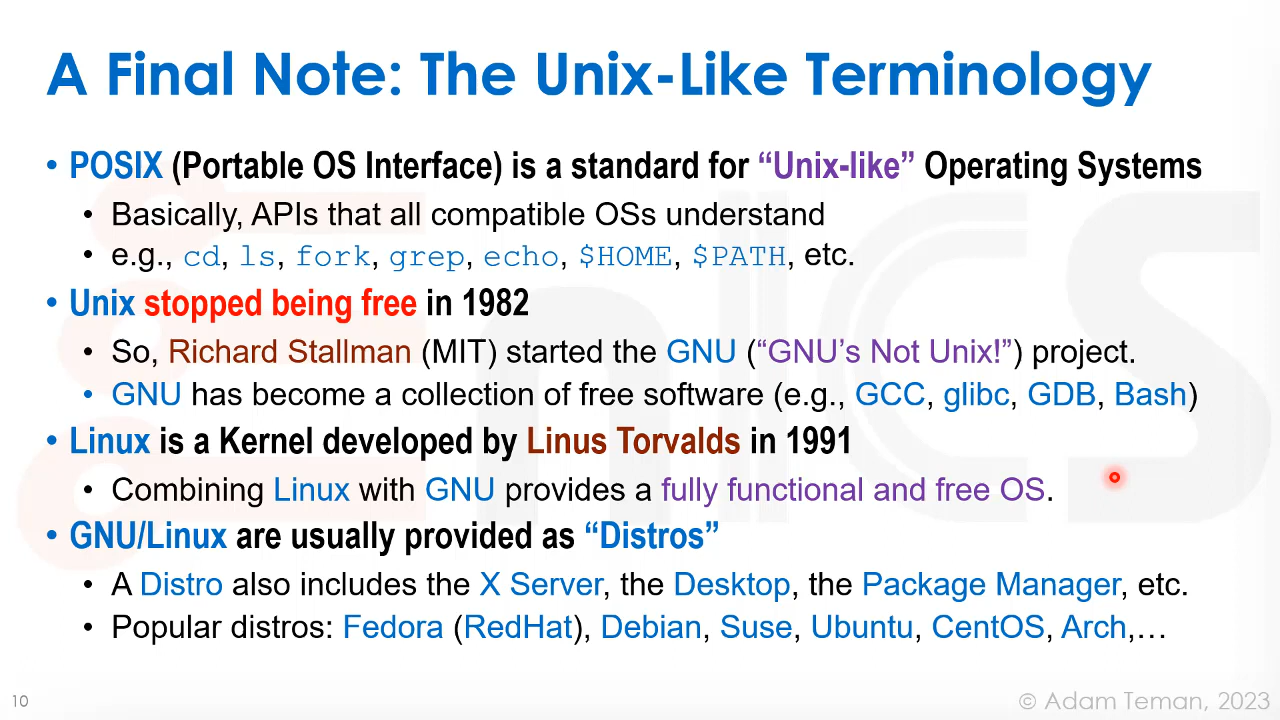 A Final Note: The Unix-Like Terminology
• POSIX (Portable OS Interface) is a standard for “Unix-like” Operating Systems
• Basically, APIs that all compatible OSs understand
• e.g., cd, ls, fork, grep, echo, $HOME, $PATH, etc.
• Unix stopped being free in 1982
• So, Richard Stallman (MIT) started the GNU (“GNU’s Not Unix!”) project.
• GNU has become a collection of free software (e.g., GCC, glibc, GDB, Bash)
• Linux is a Kernel developed by Linus Torvalds in 1991
• Combining Linux with GNU provides a fully functional and free OS.
• GNU/Linux are usually provided as “Distros”
• A Distro also includes the X Server, the Desktop, the Package Manager, etc.
• Popular distros: Fedora (RedHat), Debian, Suse, Ubuntu, CentOS, Arch,…
10
© Adam Teman, 2023